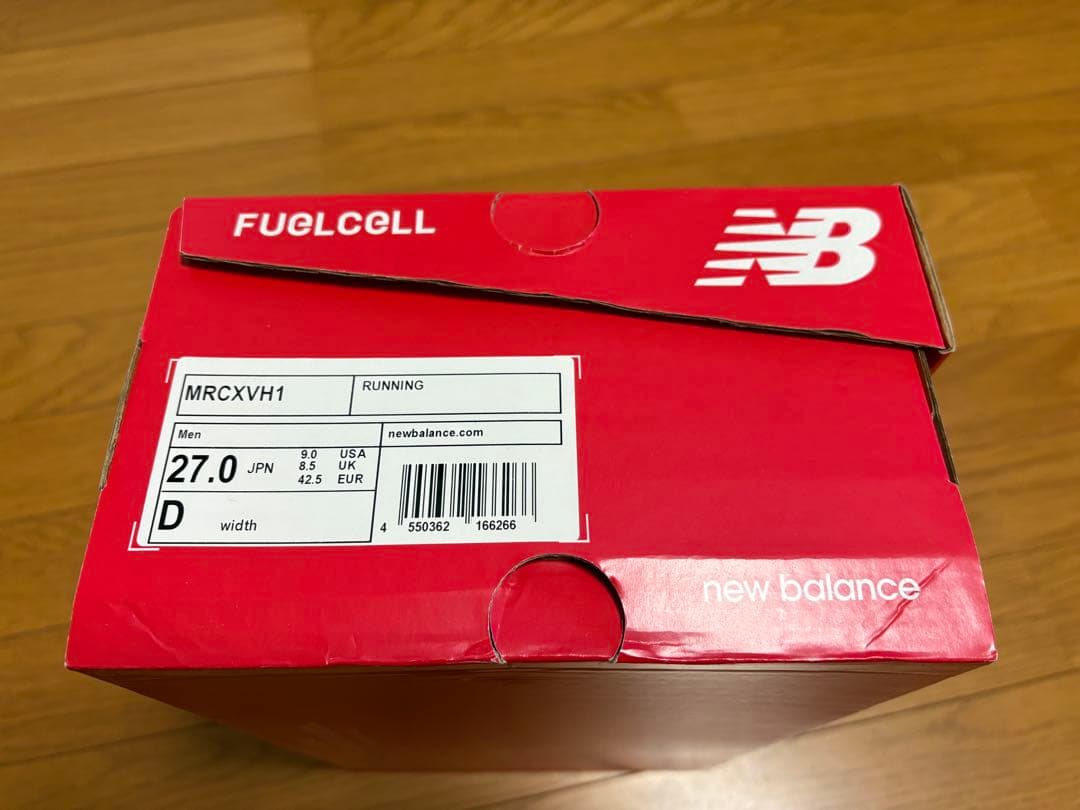 FUELCELL
NB
MRCXVH1
RUNNING
Men
newbalance.com
27.0 JPN
9.0 USA
8.5 UK
42.5 EUR
D width
4 550362 166266
new balance